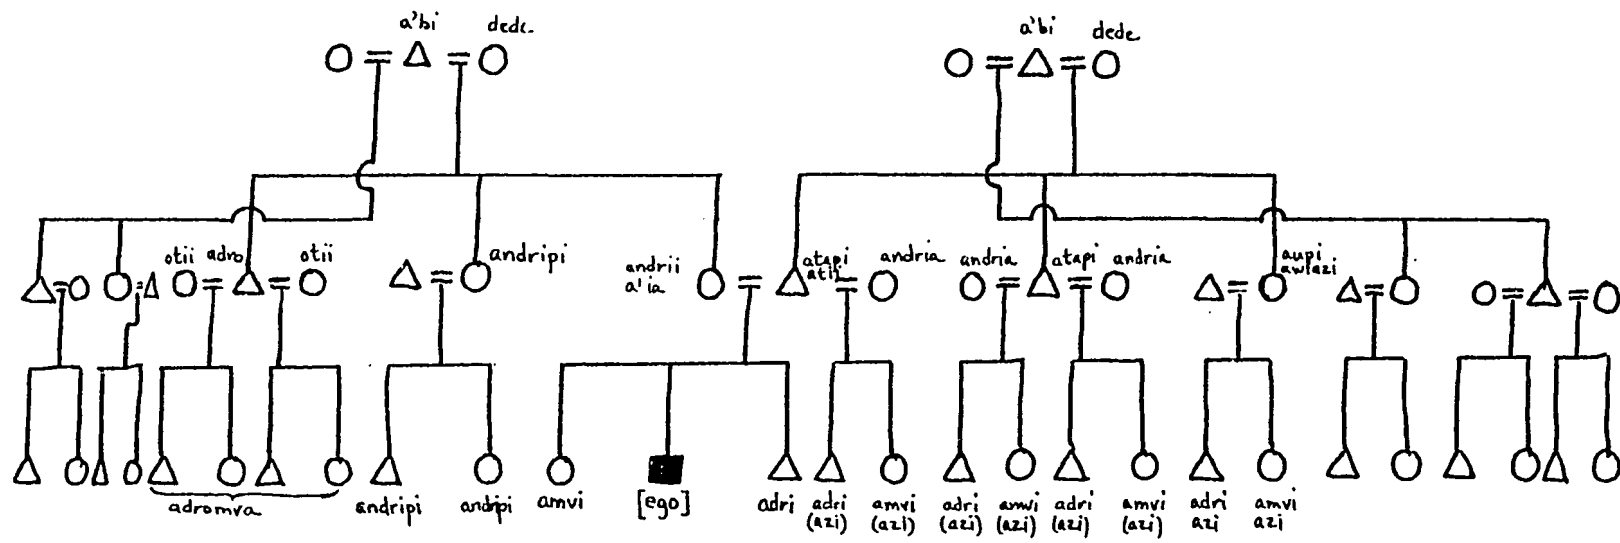 a'bi dede
a'bi dede
otii adro otii
andripi
andrii
a'ia
atapi
andria
andria
atapi
andria
aupi
awiazi
adromva
andripi
andripi
amvi
[ego]
adri
adri
(azi)
amvi
(azi)
adri
(azi)
amvi
(azi)
adri
(azi)
amvi
(azi)
adri
azi
amvi
azi